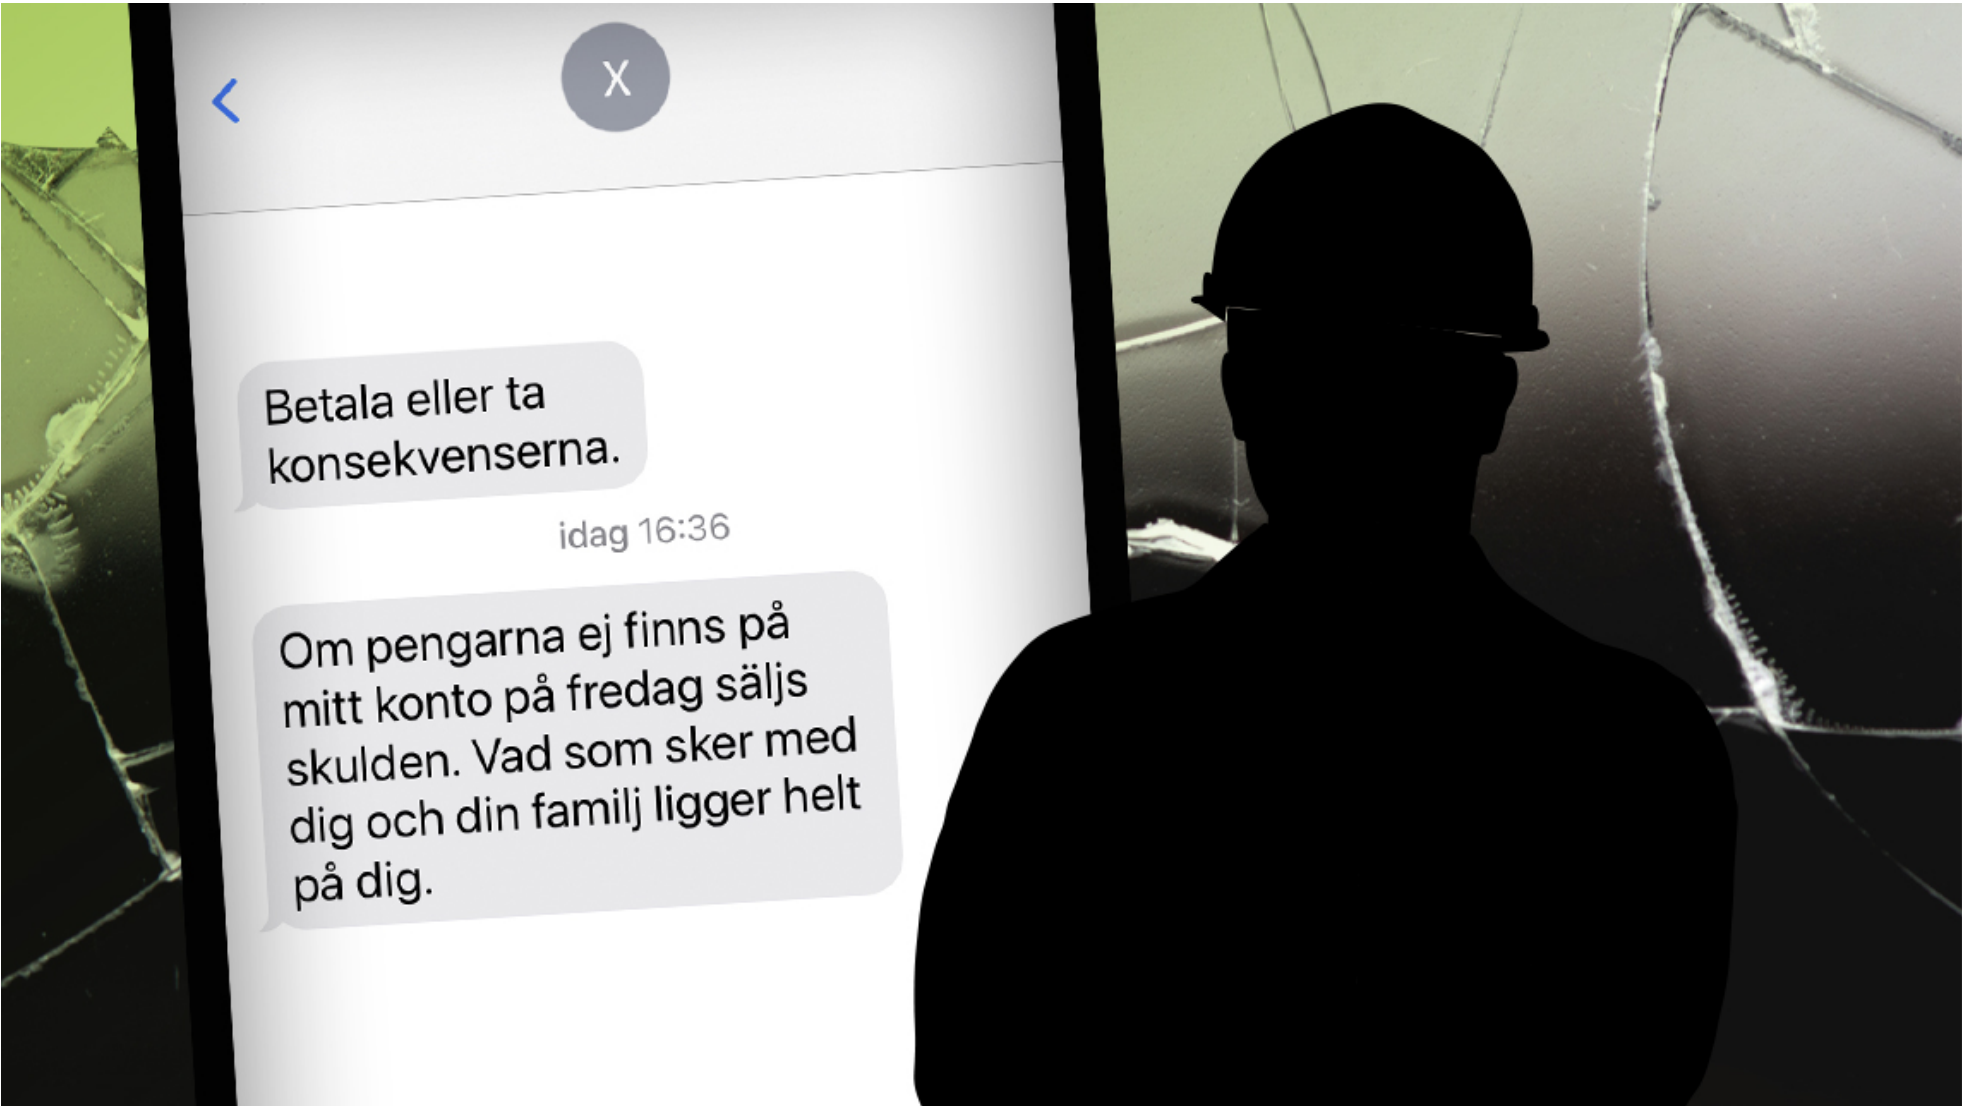 X
Betala eller ta
konsekvenserna.
idag 16:36
Om pengarna ej finns på
mitt konto på fredag säljs
skulden. Vad som sker med
dig och din familj ligger helt
på dig.